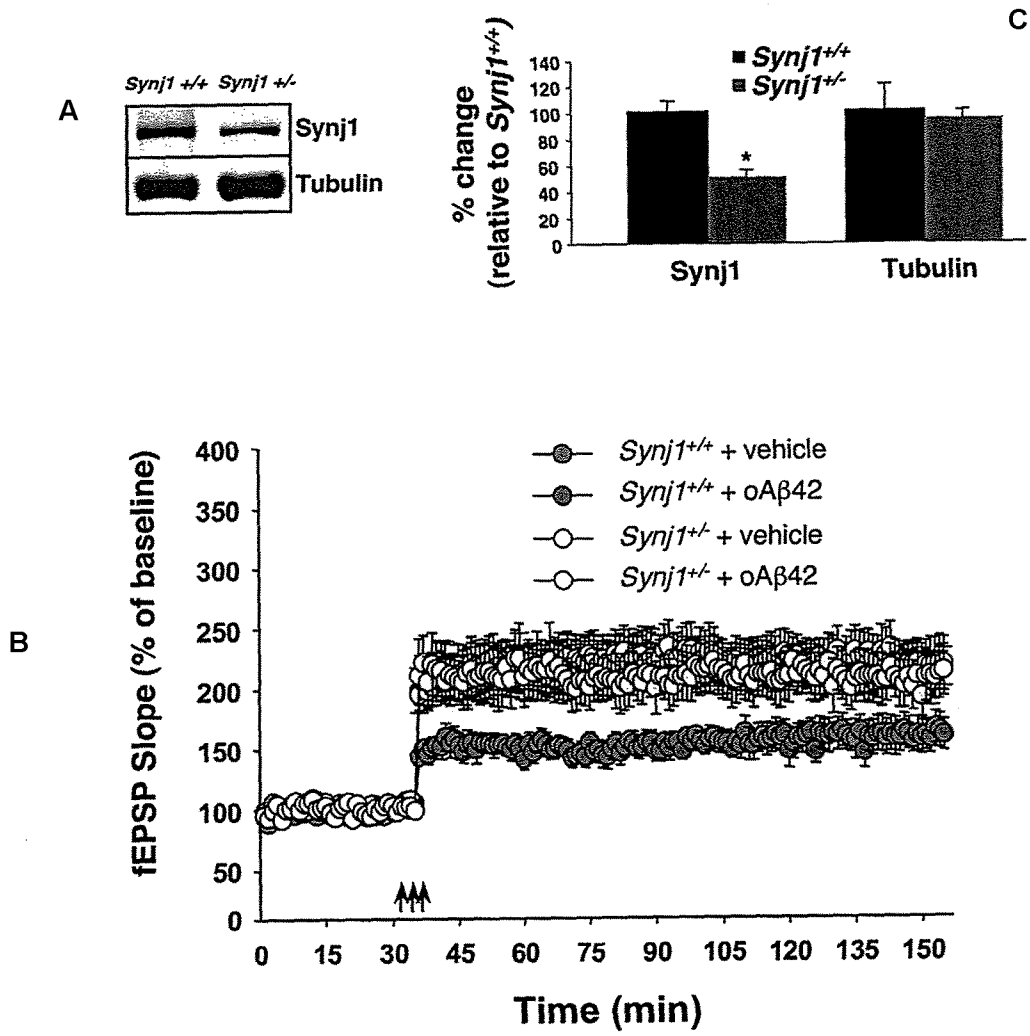 C
A
Synj1 +/+ Synj1 +/-
Synj1
Tubulin
% change
(relative to Synj1+/+)
140
120
100
80
60
40
20
0
Synj1+/+
Synj1+/-
*
Synj1 Tubulin
B
fEPSP Slope (% of baseline)
400
350
300
250
200
150
100
50
0
Synj1+/+ + vehicle
Synj1+/+ + oAβ42
Synj1+/- + vehicle
Synj1+/- + oAβ42
0 15 30 45 60 75 90 105 120 135 150
Time (min)